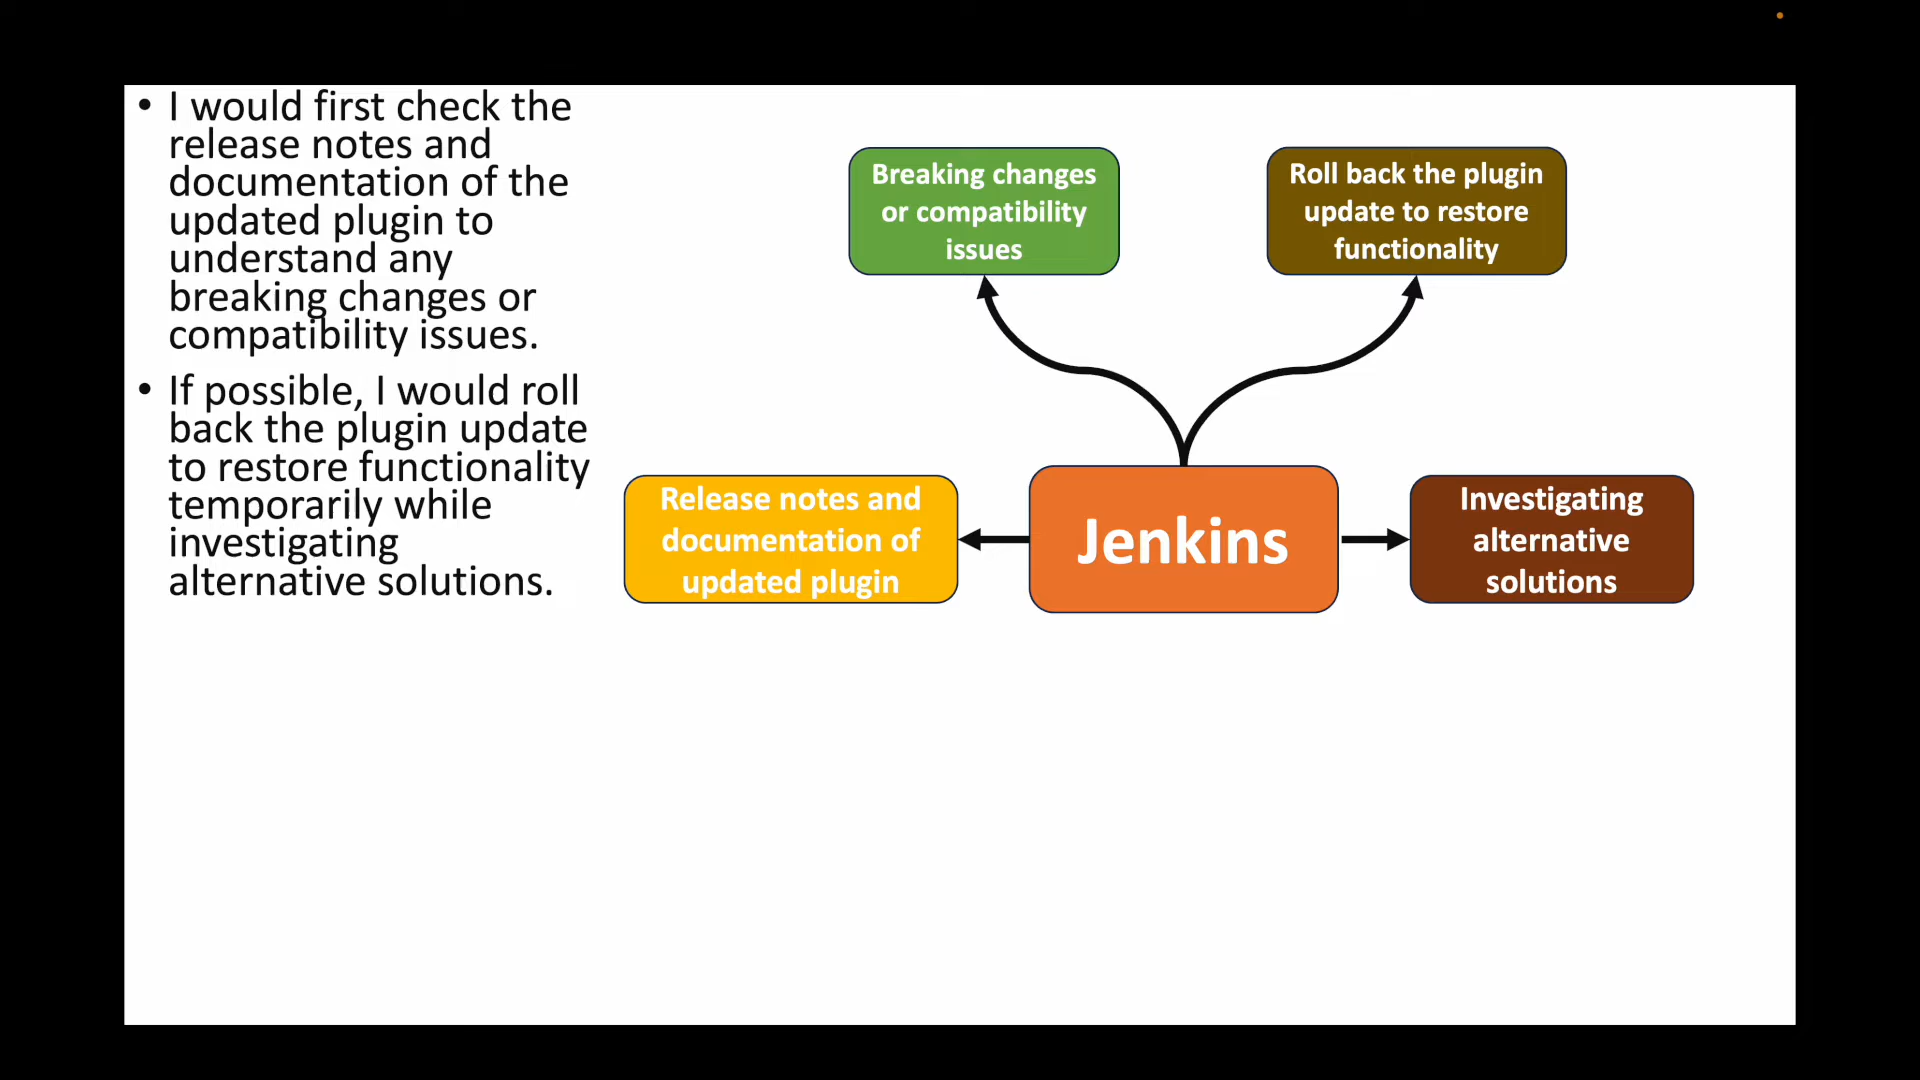 • I would first check the
release notes and
documentation of the
updated plugin to
understand any
breaking changes or
compatibility issues.
• If possible, I would roll
back the plugin update
to restore functionality
temporarily while
investigating
alternative solutions.
Breaking changes
or compatibility
issues
Roll back the plugin
update to restore
functionality
Release notes and
documentation of
updated plugin
Jenkins
Investigating
alternative
solutions